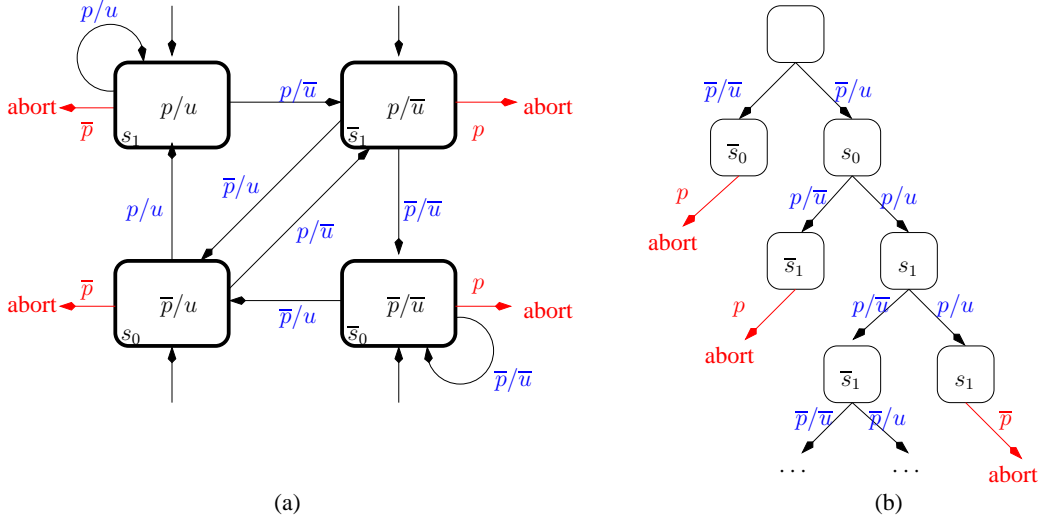 p/u
abort
p̅
p/u
s₁
p/u̅
p/u̅
s̅₁
abort
p
p̅/u
p̅/u̅
p/u
p/u̅
abort
p̅
p̅/u
s₀
p̅/u
p̅/u̅
s̅₀
p
abort
p̅/u̅
(a)
p̅/u̅
p̅/u
s̅₀
s₀
p
abort
p/u̅
p/u
s̅₁
s₁
p
abort
p/u̅
p/u
s̅₁
s₁
p̅/u̅
p̅/u
p̅
abort
...
...
(b)